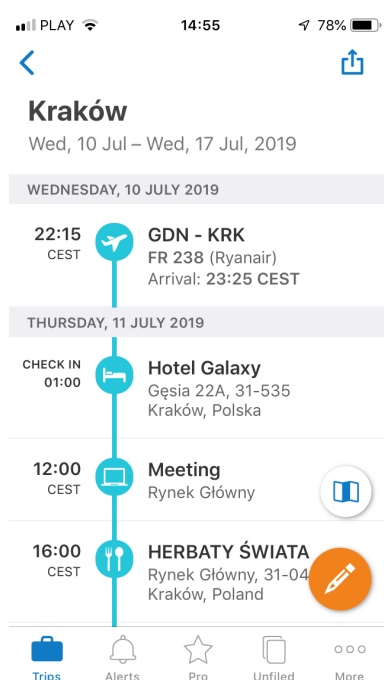 PLAY 14:55 78%
Kraków
Wed, 10 Jul – Wed, 17 Jul, 2019
WEDNESDAY, 10 JULY 2019
22:15
CEST
GDN - KRK
FR 238 (Ryanair)
Arrival: 23:25 CEST
THURSDAY, 11 JULY 2019
CHECK IN
01:00
Hotel Galaxy
Gęsia 22A, 31-535
Kraków, Polska
12:00
CEST
Meeting
Rynek Główny
16:00
CEST
HERBATY ŚWIATA
Rynek Główny, 31-04
Kraków, Poland
Trips Alerts Pro Unfiled More